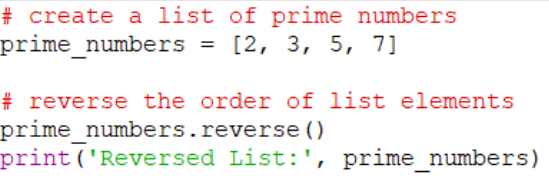 # create a list of prime numbers
prime_numbers = [2, 3, 5, 7]
# reverse the order of list elements
prime_numbers.reverse()
print('Reversed List:', prime_numbers)